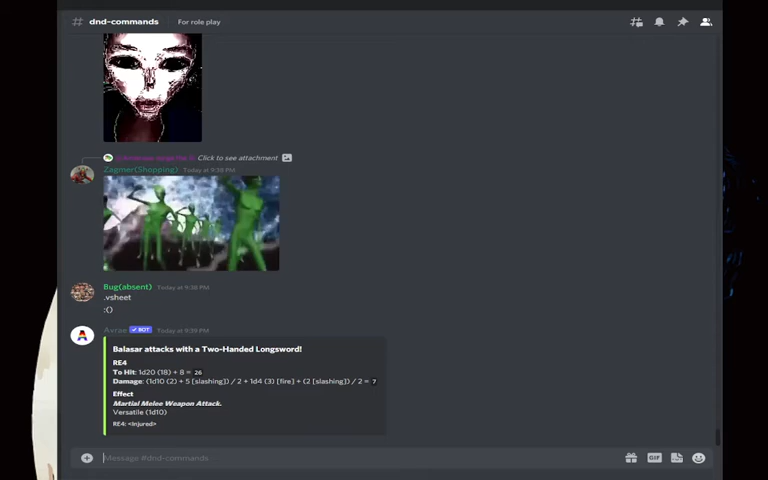 dnd-commands For role play
Click to see attachment
Zagmer(Shopping) Today at 9:38 PM
Bug(absent) Today at 9:38 PM
.vsheet
:()
Avrae BOT Today at 9:39 PM
Balasar attacks with a Two-Handed Longsword!
RE4
To Hit: 1d20 (18) + 8 = 26
Damage: (1d10 (2) + 5 [slashing]) / 2 + 1d4 (3) [fire] + (2 [slashing]) / 2 = 7
Effect
Martial Melee Weapon Attack.
Versatile (1d10)
RE4: <Injured>
Message #dnd-commands
GIF